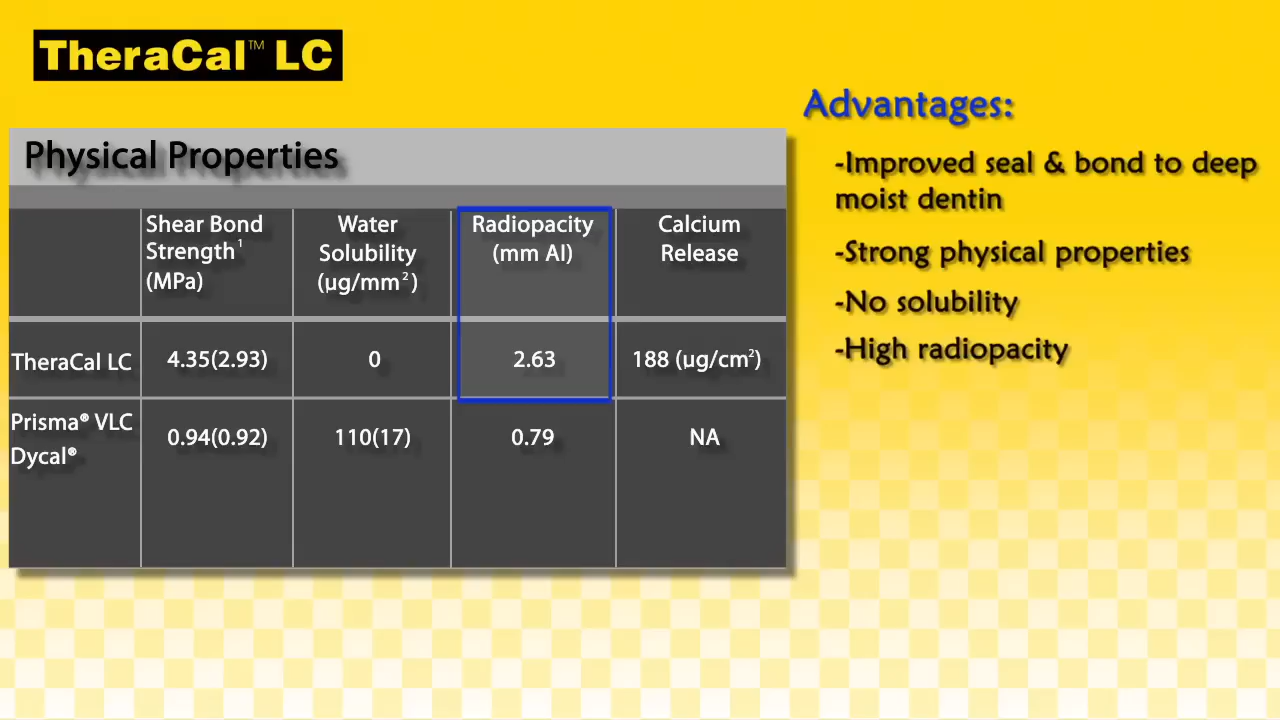 TheraCal™ LC
Advantages:
-Improved seal & bond to deep
moist dentin
-Strong physical properties
-No solubility
-High radiopacity
Physical Properties
Shear Bond
Strength¹
(MPa)
Water
Solubility
(ug/mm²)
Radiopacity
(mm Al)
Calcium
Release
TheraCal LC 4.35(2.93) 0 2.63 188 (ug/cm²)
Prisma® VLC
Dycal® 0.94(0.92) 110(17) 0.79 NA